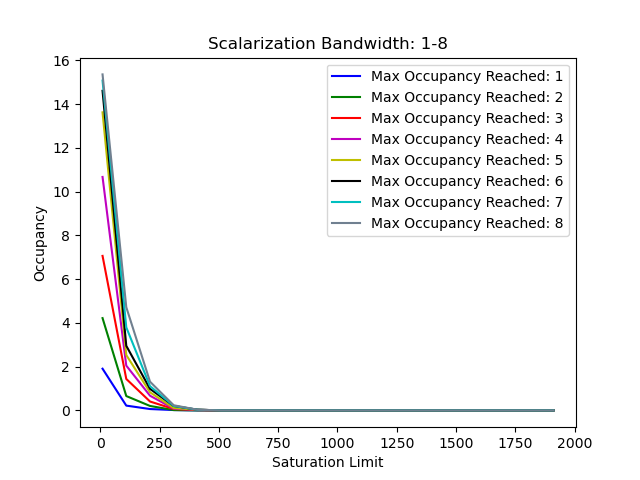 Scalarization Bandwidth: 1-8
Max Occupancy Reached: 1
Max Occupancy Reached: 2
Max Occupancy Reached: 3
Max Occupancy Reached: 4
Max Occupancy Reached: 5
Max Occupancy Reached: 6
Max Occupancy Reached: 7
Max Occupancy Reached: 8
Occupancy
16
14
12
10
8
6
4
2
0
0 250 500 750 1000 1250 1500 1750 2000
Saturation Limit